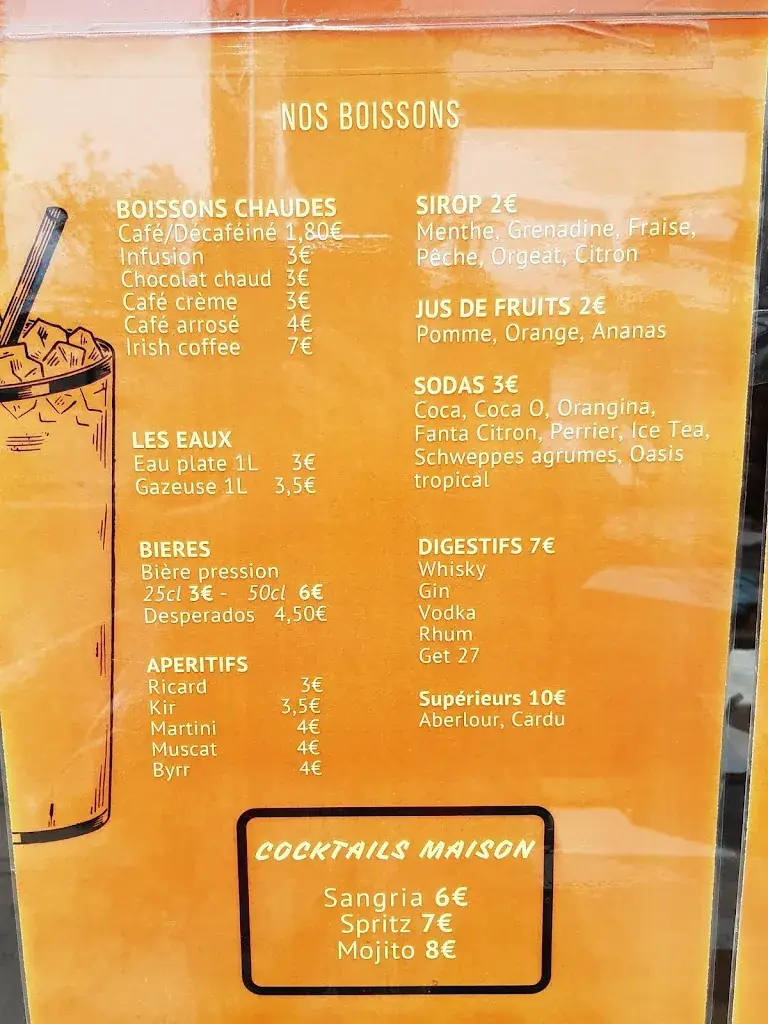 NOS BOISSONS
BOISSONS CHAUDES
Café/Décaféiné 1,80€
Infusion 3€
Chocolat chaud 3€
Café crème 3€
Café arrosé 4€
Irish coffee 7€
LES EAUX
Eau plate 1L 3€
Gazeuse 1L 3,5€
BIERES
Bière pression
25cl 3€ - 50cl 6€
Desperados 4,50€
APERITIFS
Ricard 3€
Kir 3,5€
Martini 4€
Muscat 4€
Byrr 4€
SIROP 2€
Menthe, Grenadine, Fraise,
Pêche, Orgeat, Citron
JUS DE FRUITS 2€
Pomme, Orange, Ananas
SODAS 3€
Coca, Coca O, Orangina,
Fanta Citron, Perrier, Ice Tea,
Schweppes agrumes, Oasis
tropical
DIGESTIFS 7€
Whisky
Gin
Vodka
Rhum
Get 27
Supérieurs 10€
Aberlour, Cardu
COCKTAILS MAISON
Sangria 6€
Spritz 7€
Mojito 8€